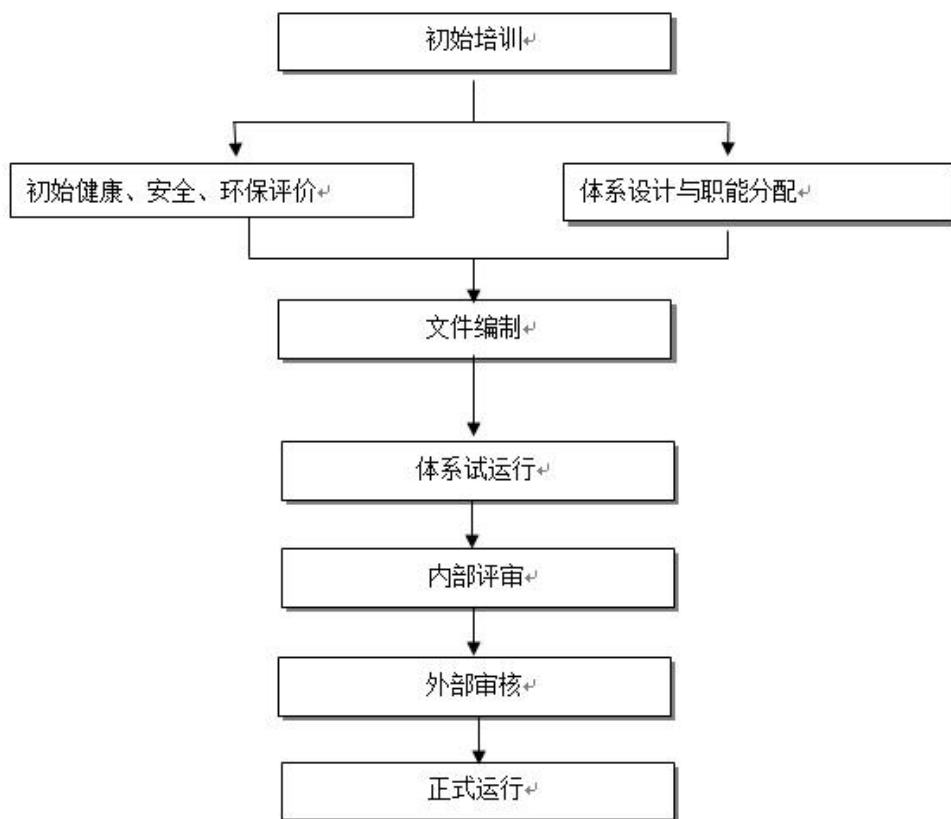 初始培训↵
初始健康、安全、环保评价↵
体系设计与职能分配↵
文件编制↵
体系试运行↵
内部评审↵
外部审核↵
正式运行↵